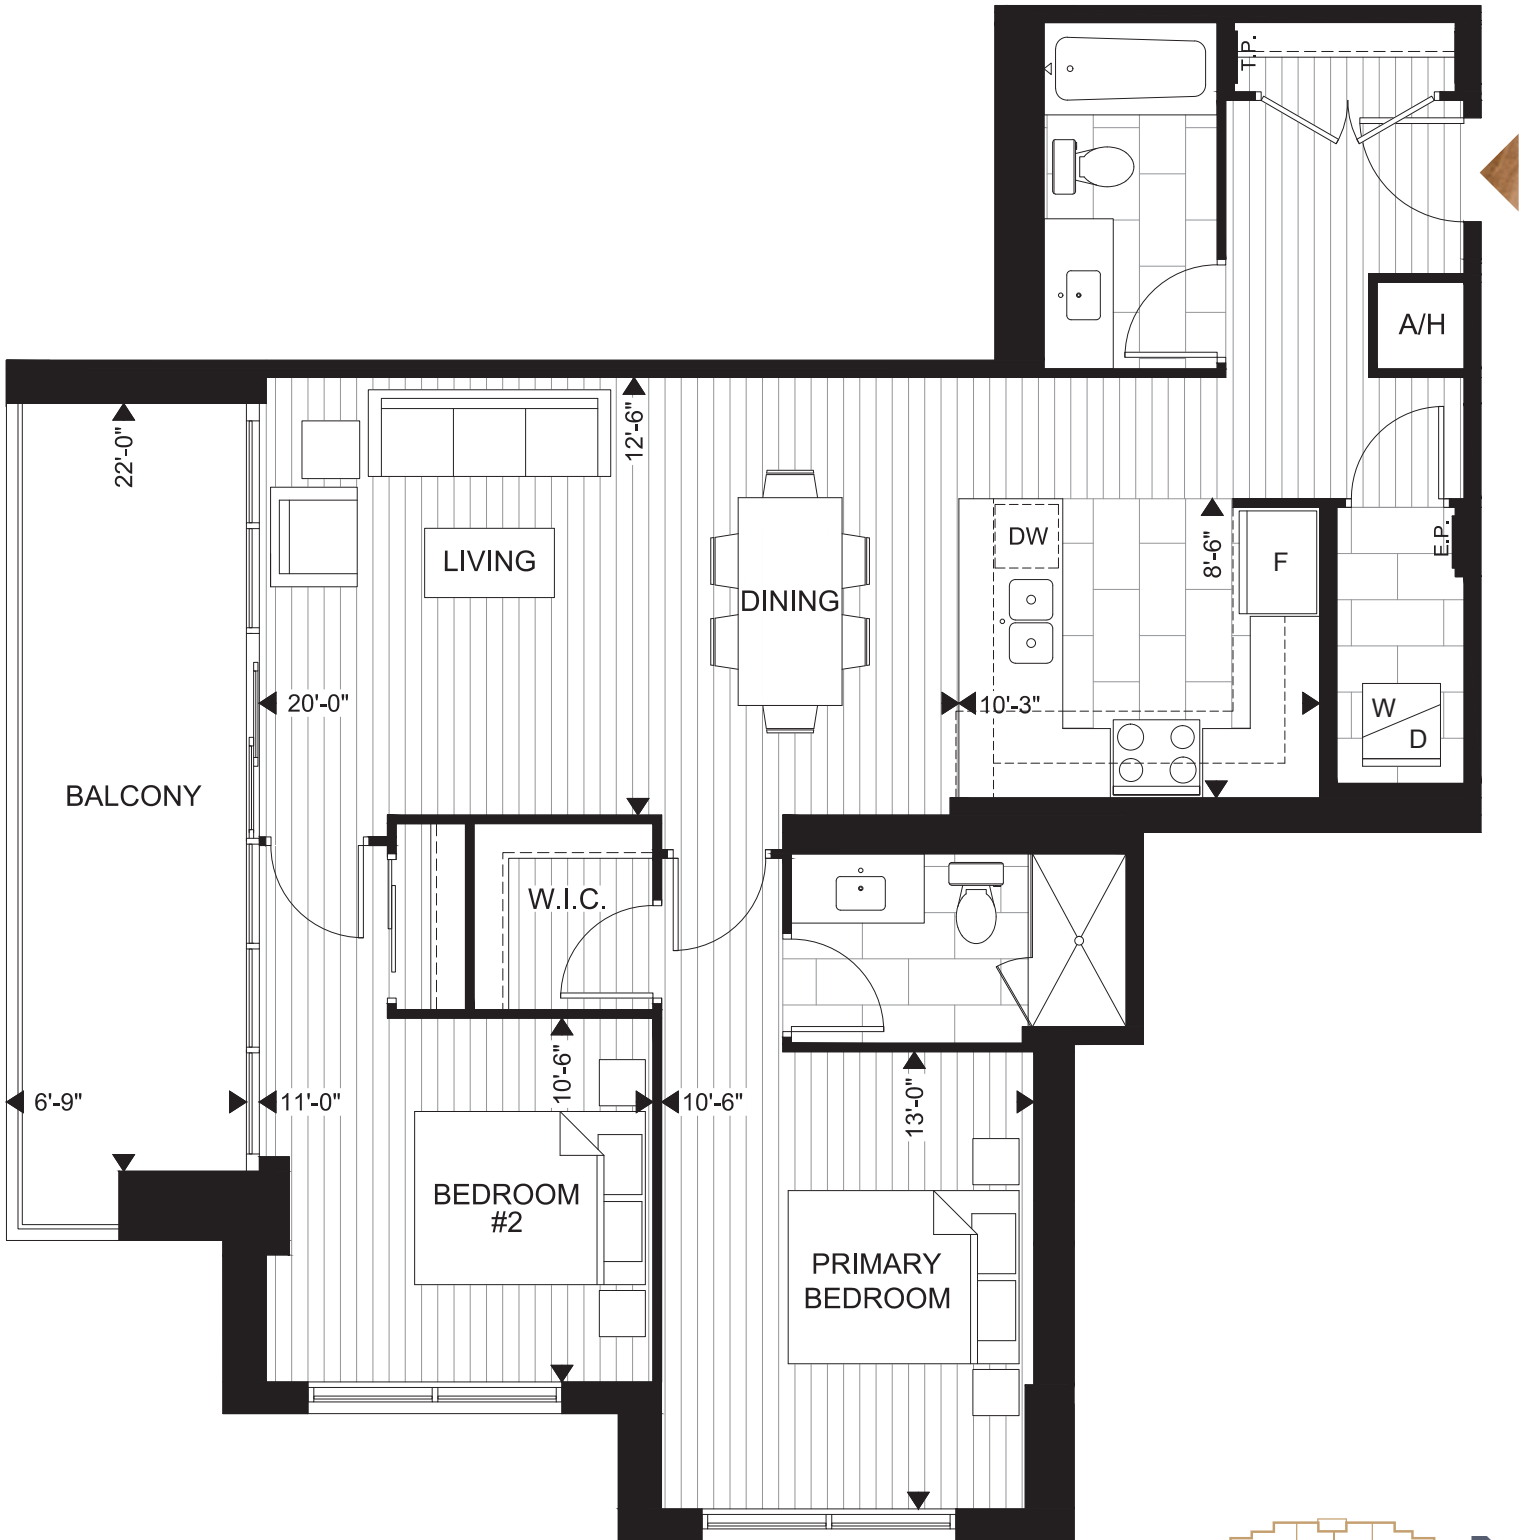 T.P.
A/H
22'-0"
12'-6"
LIVING
DINING
DW
8'-6"
F
E.P.
20'-0"
10'-3"
W
D
BALCONY
W.I.C.
6'-9"
11'-0"
10'-6"
10'-6"
13'-0"
BEDROOM
#2
PRIMARY
BEDROOM